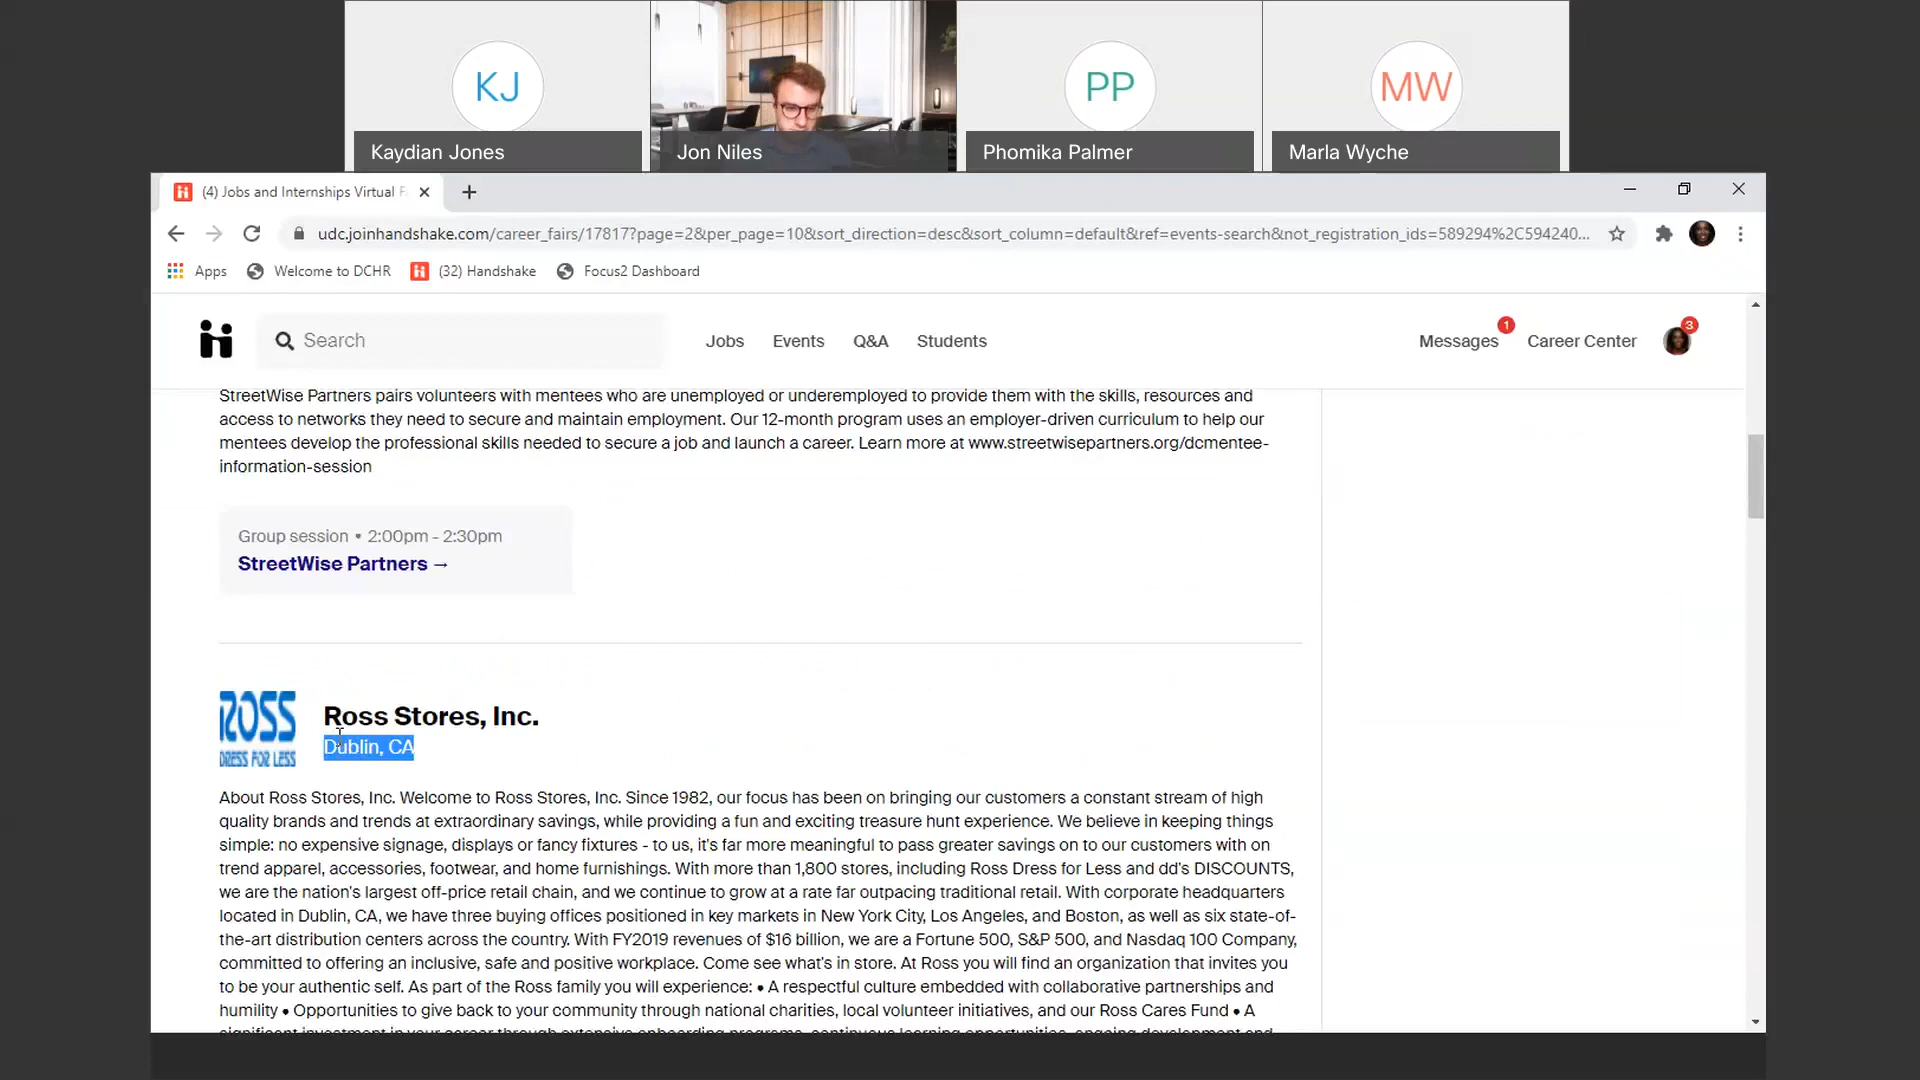 KJ
PP
MW
Kaydian Jones
Jon Niles
Phomika Palmer
Marla Wyche
(4) Jobs and Internships Virtual F
udc.joinhandshake.com/career_fairs/17817?page=2&per_page=10&sort_direction=desc&sort_column=default&ref=events-search&not_registration_ids=589294%2C594240...
Apps
Welcome to DCHR
(32) Handshake
Focus2 Dashboard
Search
Jobs
Events
Q&A
Students
Messages
1
Career Center
3
StreetWise Partners pairs volunteers with mentees who are unemployed or underemployed to provide them with the skills, resources and
access to networks they need to secure and maintain employment. Our 12-month program uses an employer-driven curriculum to help our
mentees develop the professional skills needed to secure a job and launch a career. Learn more at www.streetwisepartners.org/dcmentee-
information-session
Group session • 2:00pm - 2:30pm
StreetWise Partners →
ROSS
DRESS FOR LESS
Ross Stores, Inc.
Dublin, CA
About Ross Stores, Inc. Welcome to Ross Stores, Inc. Since 1982, our focus has been on bringing our customers a constant stream of high
quality brands and trends at extraordinary savings, while providing a fun and exciting treasure hunt experience. We believe in keeping things
simple: no expensive signage, displays or fancy fixtures - to us, it's far more meaningful to pass greater savings on to our customers with on
trend apparel, accessories, footwear, and home furnishings. With more than 1,800 stores, including Ross Dress for Less and dd's DISCOUNTS,
we are the nation's largest off-price retail chain, and we continue to grow at a rate far outpacing traditional retail. With corporate headquarters
located in Dublin, CA, we have three buying offices positioned in key markets in New York City, Los Angeles, and Boston, as well as six state-of-
the-art distribution centers across the country. With FY2019 revenues of $16 billion, we are a Fortune 500, S&P 500, and Nasdaq 100 Company,
committed to offering an inclusive, safe and positive workplace. Come see what's in store. At Ross you will find an organization that invites you
to be your authentic self. As part of the Ross family you will experience: • A respectful culture embedded with collaborative partnerships and
humility • Opportunities to give back to your community through national charities, local volunteer initiatives, and our Ross Cares Fund • A
significant investment in your career through extensive onboarding programs, continuous learning opportunities, ongoing development and